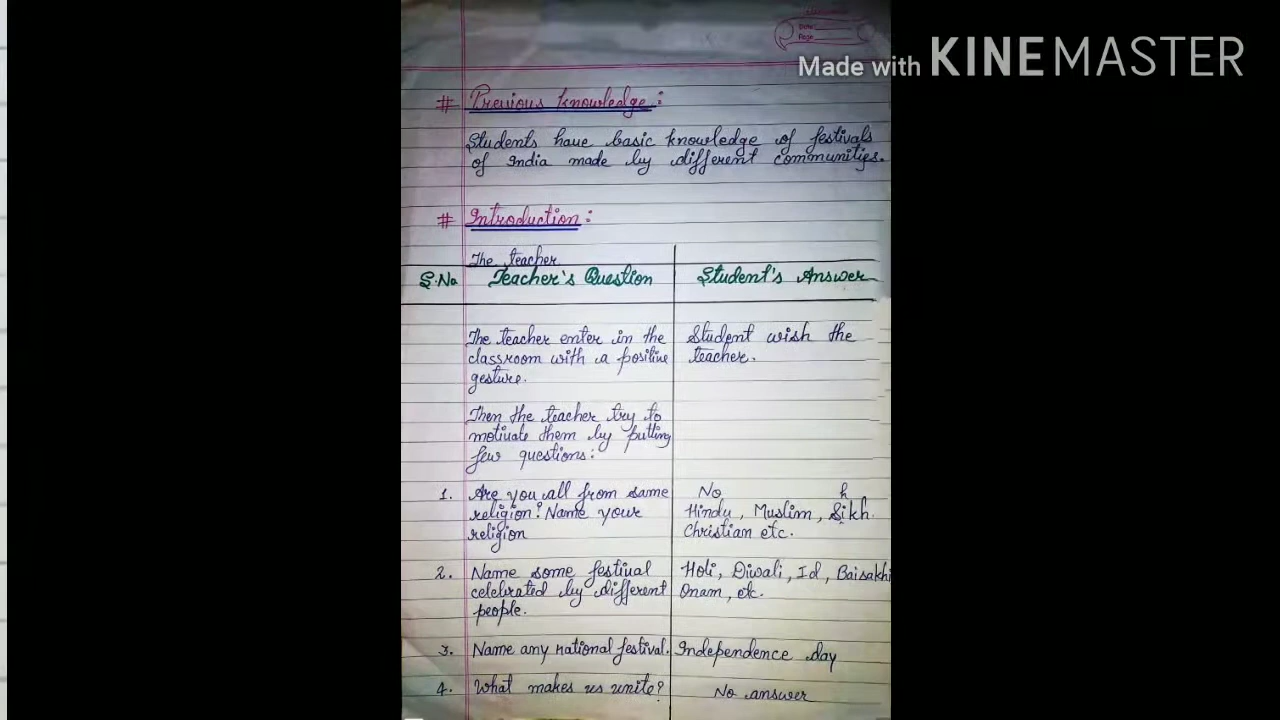 Date:
Page
Made with KINEMASTER
# Previous knowledge:
Students have basic knowledge of festivals
of India made by different communities.
# Introduction:
The teacher
S.No Teacher's Question Student's Answer
The teacher enter in the Student wish the
classroom with a positive teacher.
gesture.
Then the teacher try to
motivate them by putting
few questions:
1. Are you all from same No h
religion? Name your Hindu, Muslim, Sikh.
religion Christian etc.
2. Name some festival Holi, Diwali, Id, Baisakhi
celebrated by different Onam, etc.
people.
3. Name any national festival. Independence day
4. What makes us unite? No answer